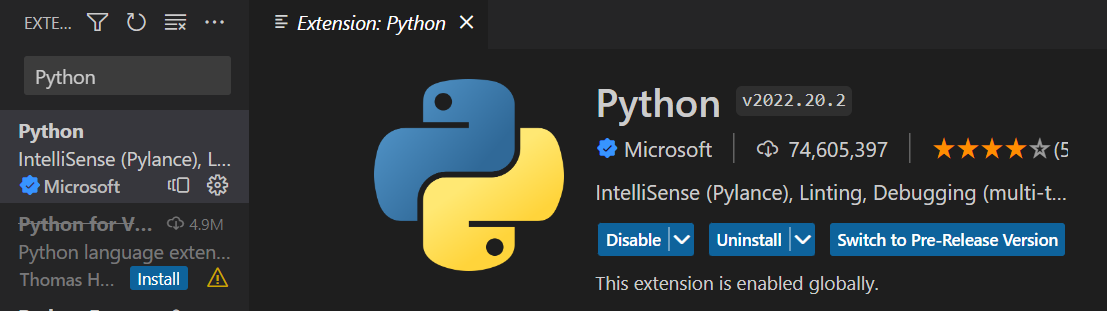 EXTE...
Extension: Python
Python
Python
IntelliSense (Pylance), L...
Microsoft
Python for V...
4.9M
Python language exten...
Thomas H...
Install
Python
v2022.20.2
Microsoft
74,605,397
(5
IntelliSense (Pylance), Linting, Debugging (multi-t...
Disable
Uninstall
Switch to Pre-Release Version
This extension is enabled globally.